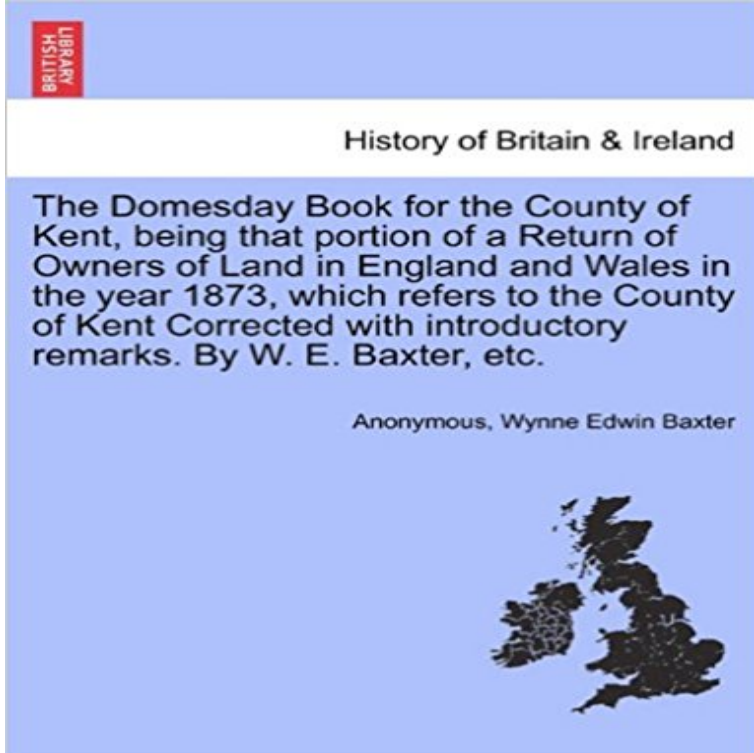 BRITISH
LIBRARY
History of Britain & Ireland
The Domesday Book for the County of
Kent, being that portion of a Return of
Owners of Land in England and Wales in
the year 1873, which refers to the County
of Kent Corrected with introductory
remarks. By W. E. Baxter, etc.
Anonymous, Wynne Edwin Baxter